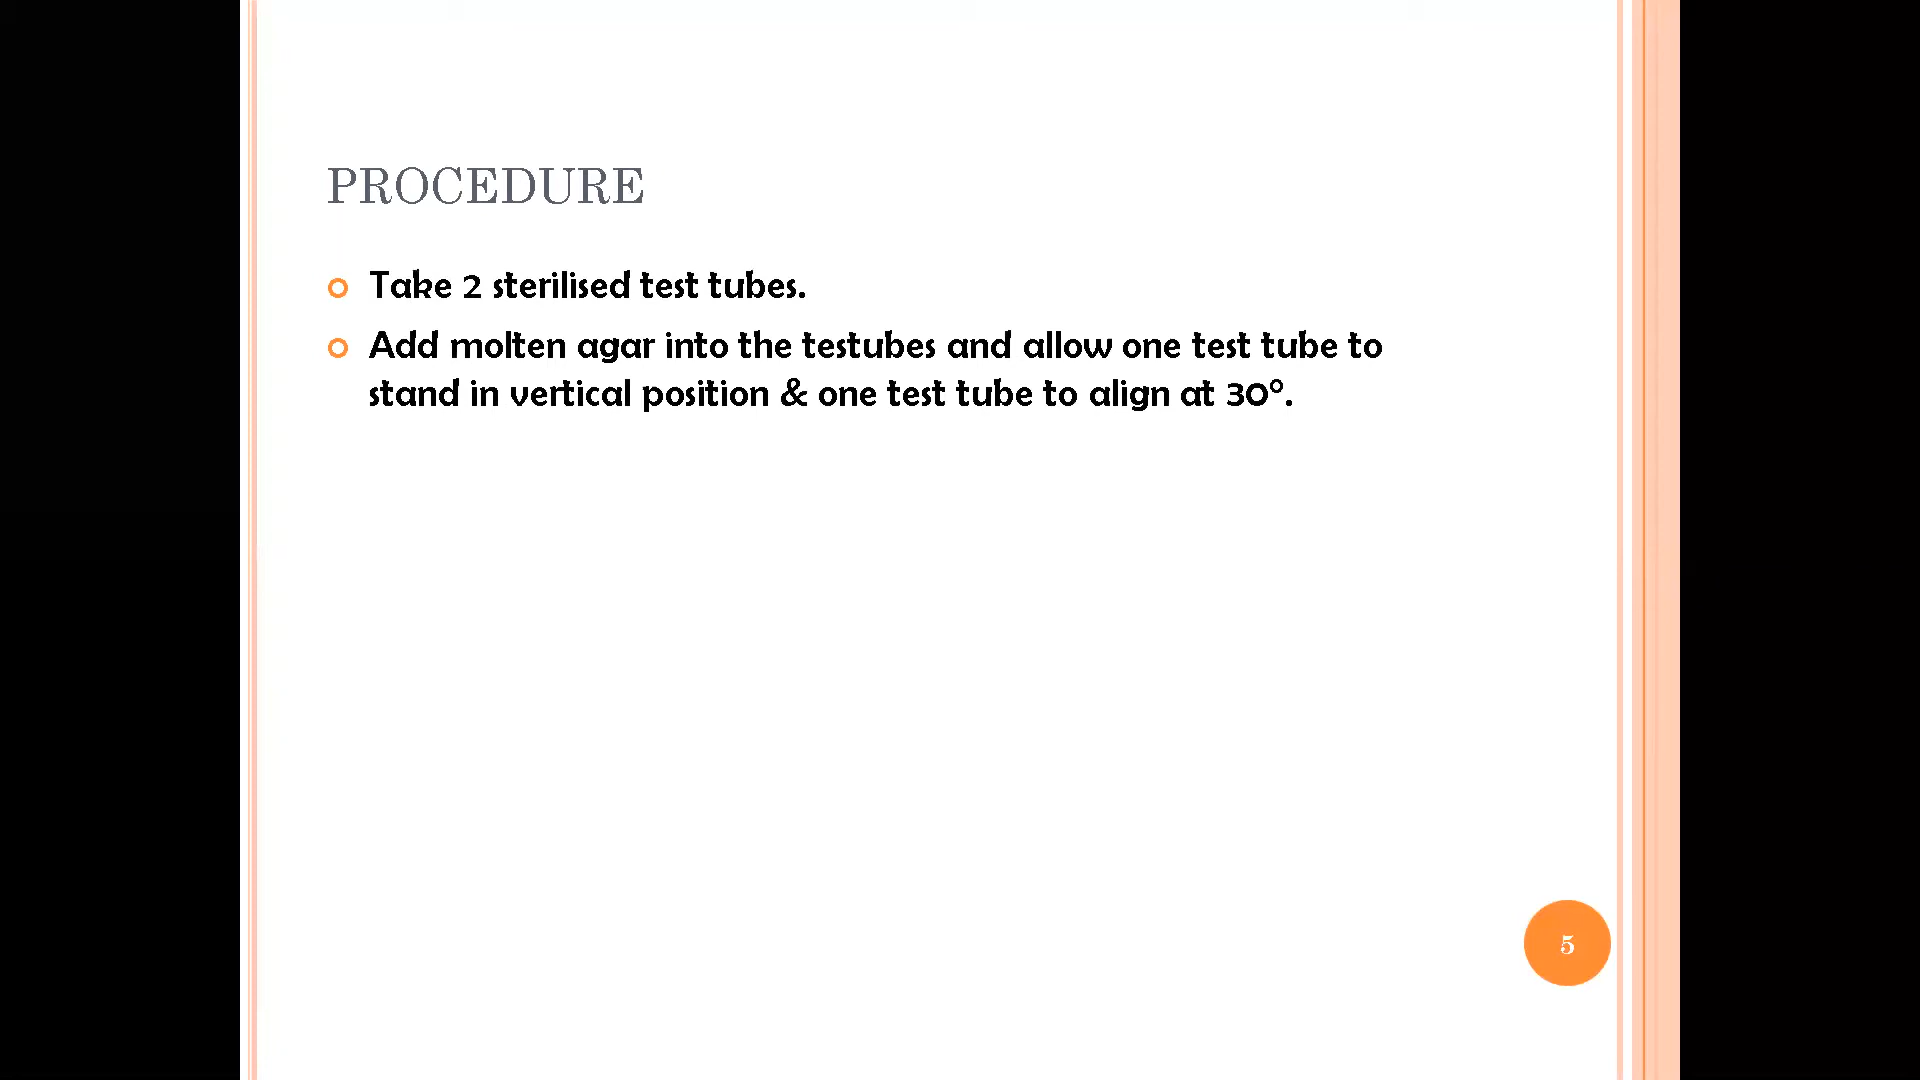 PROCEDURE
Take 2 sterilised test tubes.
Add molten agar into the testubes and allow one test tube to
stand in vertical position & one test tube to align at 30°.
5